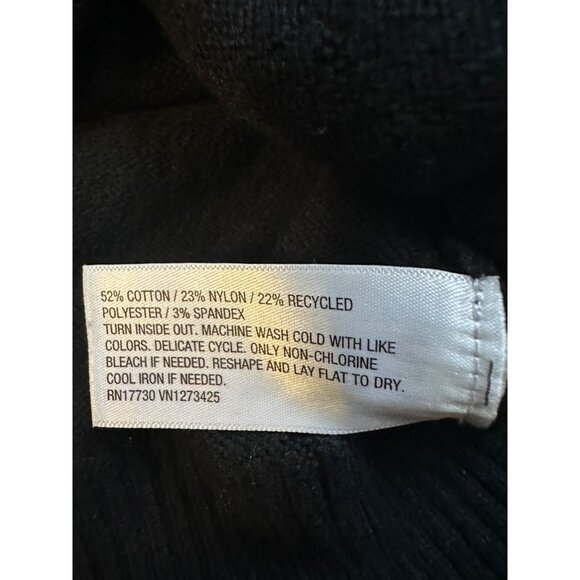 52% COTTON / 23% NYLON / 22% RECYCLED
POLYESTER / 3% SPANDEX
TURN INSIDE OUT. MACHINE WASH COLD WITH LIKE
COLORS. DELICATE CYCLE. ONLY NON-CHLORINE
BLEACH IF NEEDED. RESHAPE AND LAY FLAT TO DRY.
COOL IRON IF NEEDED.
RN17730 VN1273425